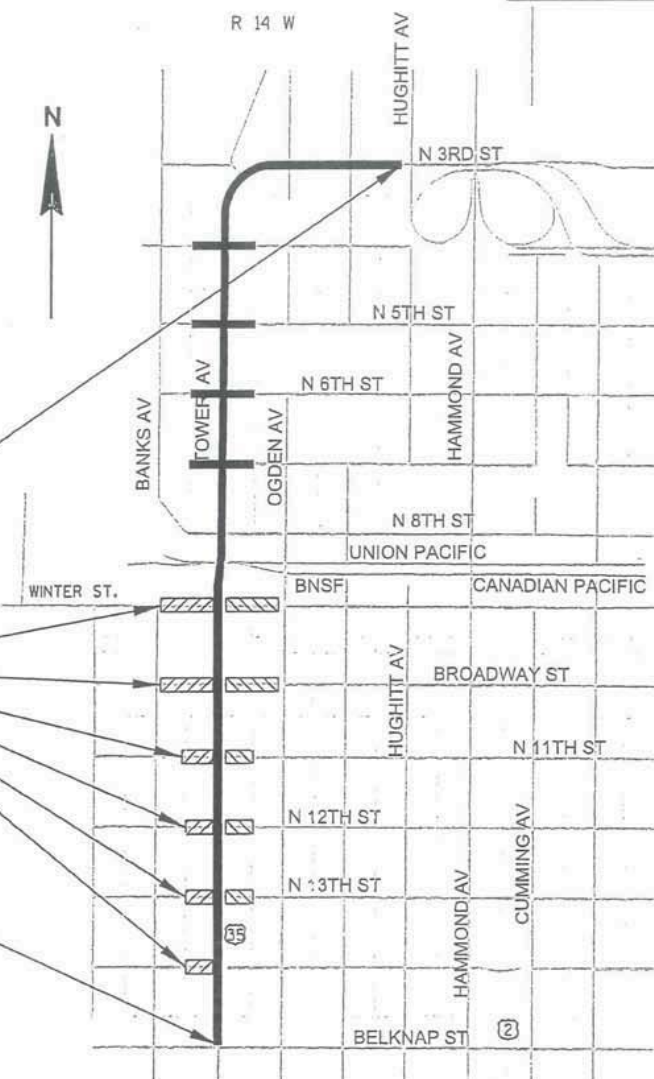 R 14 W
HUGHITT AV
N
N 3RD ST
N 5TH ST
N 6TH ST
BANKS AV
TOWER AV
OGDEN AV
HAMMOND AV
N 8TH ST
UNION PACIFIC
WINTER ST.
BNSF
CANADIAN PACIFIC
HUGHITT AV
BROADWAY ST
N 11TH ST
N 12TH ST
CUMMING AV
N 13TH ST
HAMMOND AV
35
BELKNAP ST
2